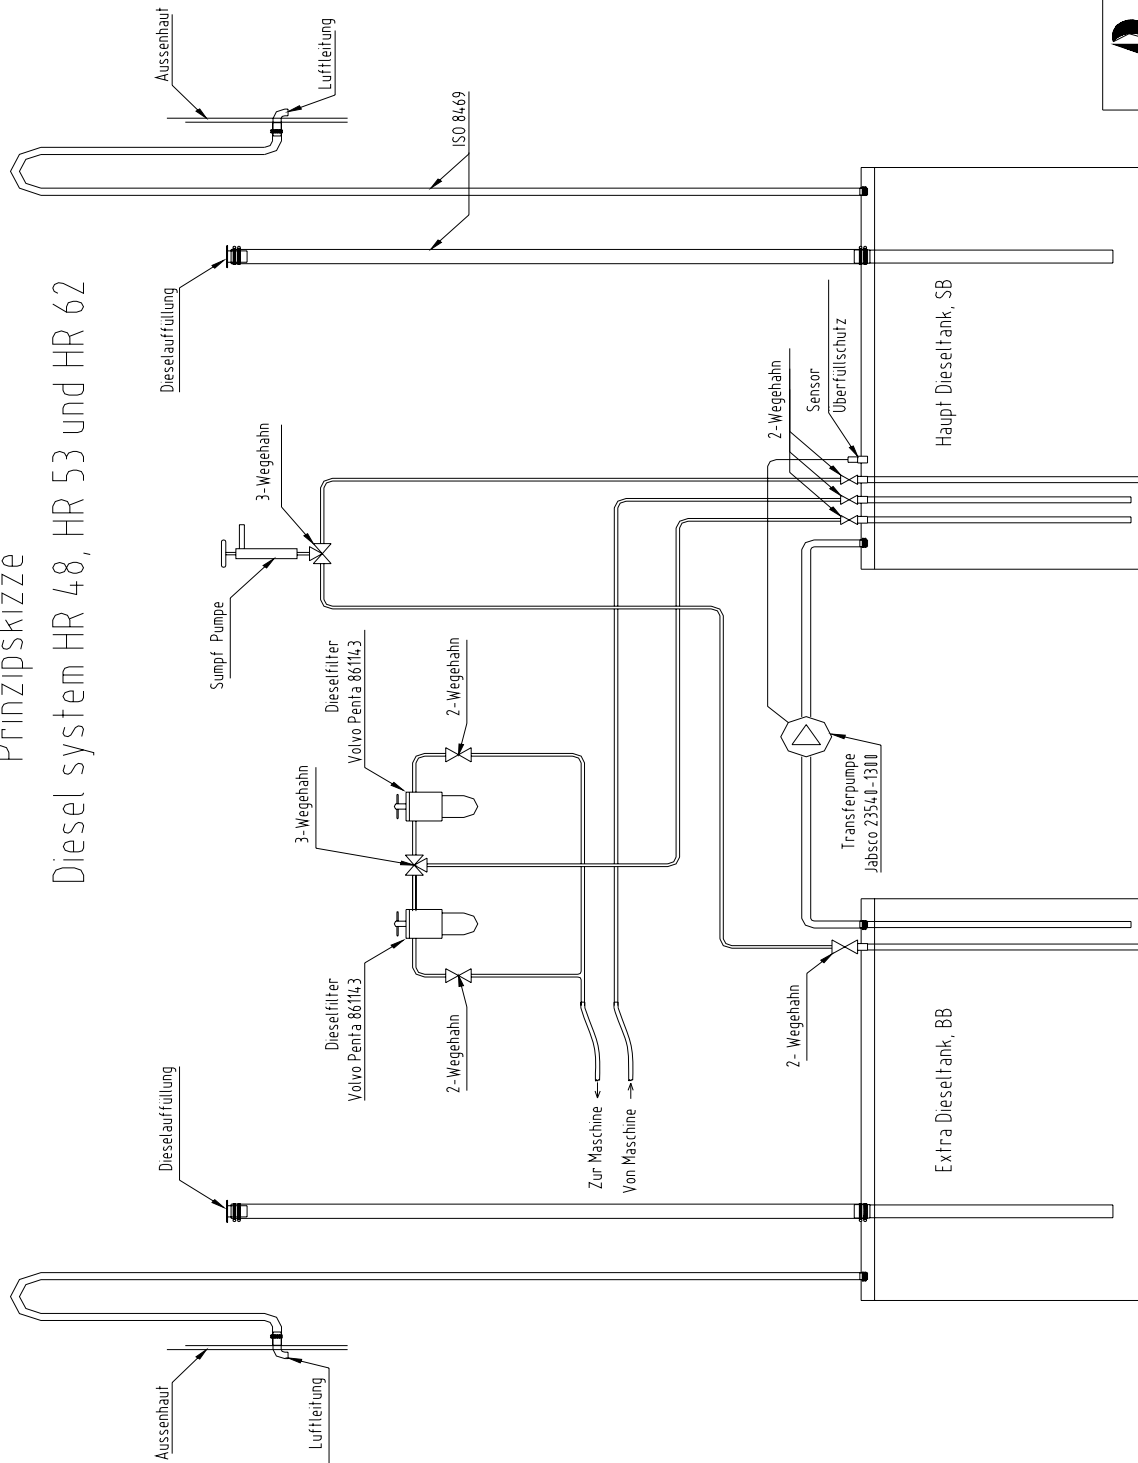 Prinzipskizze
Diesel system HR 48, HR 53 und HR 62
Aussenhaut
Aussenhaut
Dieselauffüllung
Dieselauffüllung
Sumpf Pumpe
3-Wegehahn
Luftleitung
Luftleitung
3-Wegehahn
Dieselfilter
Volvo Penta 861143
Dieselfilter
Volvo Penta 861143
2-Wegehahn
2-Wegehahn
ISO 8469
Zur Maschine
Von Maschine
2- Wegehahn
2-Wegehahn
Sensor
Überfüllschutz
Transferpumpe
Jabsco 23540-1300
Extra Dieseltank, BB
Haupt Dieseltank, SB